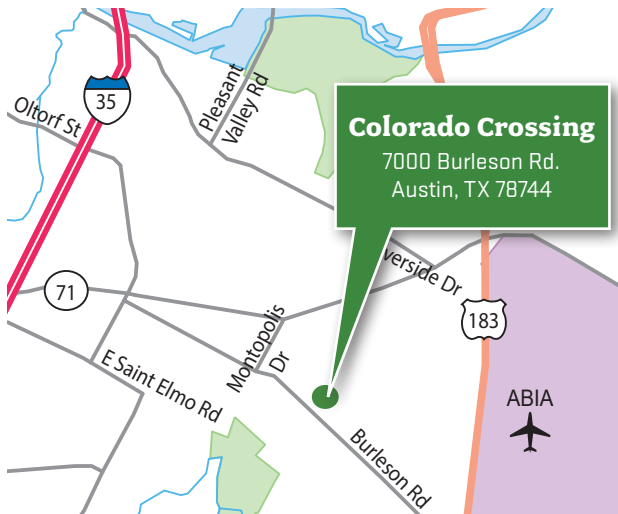 35
Oltorf St
Pleasant
Valley Rd
Colorado Crossing
7000 Burleson Rd.
Austin, TX 78744
verside Dr
71
183
Montopolis
Dr
E Saint Elmo Rd
ABIA
Burleson Rd